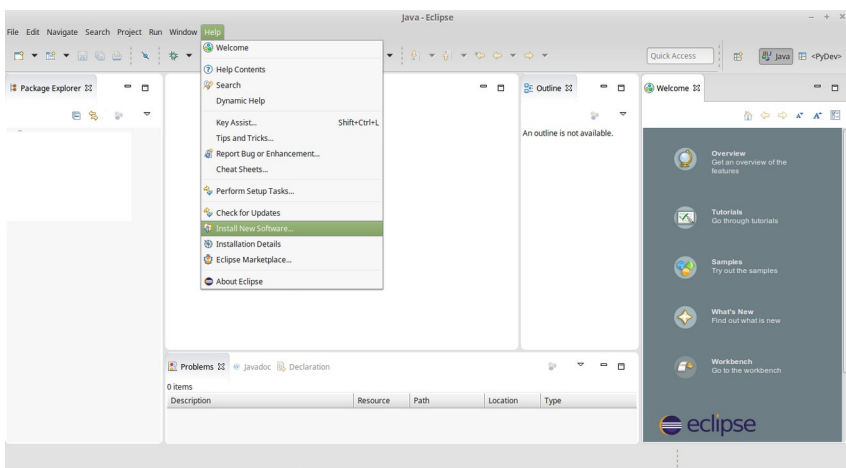 Java - Eclipse
File Edit Navigate Search Project Run Window Help
Quick Access
Java
<PyDev>
Welcome
Help Contents
Search
Dynamic Help
Key Assist... Shift+Ctrl+L
Tips and Tricks...
Report Bug or Enhancement...
Cheat Sheets...
Perform Setup Tasks...
Check for Updates
Install New Software...
Installation Details
Eclipse Marketplace...
About Eclipse
Package Explorer
Outline
An outline is not available.
Welcome
Overview
Get an overview of the
features
Tutorials
Go through tutorials
Samples
Try out the samples
What's New
Find out what is new
Workbench
Go to the workbench
eclipse
Problems Javadoc Declaration
0 items
Description Resource Path Location Type